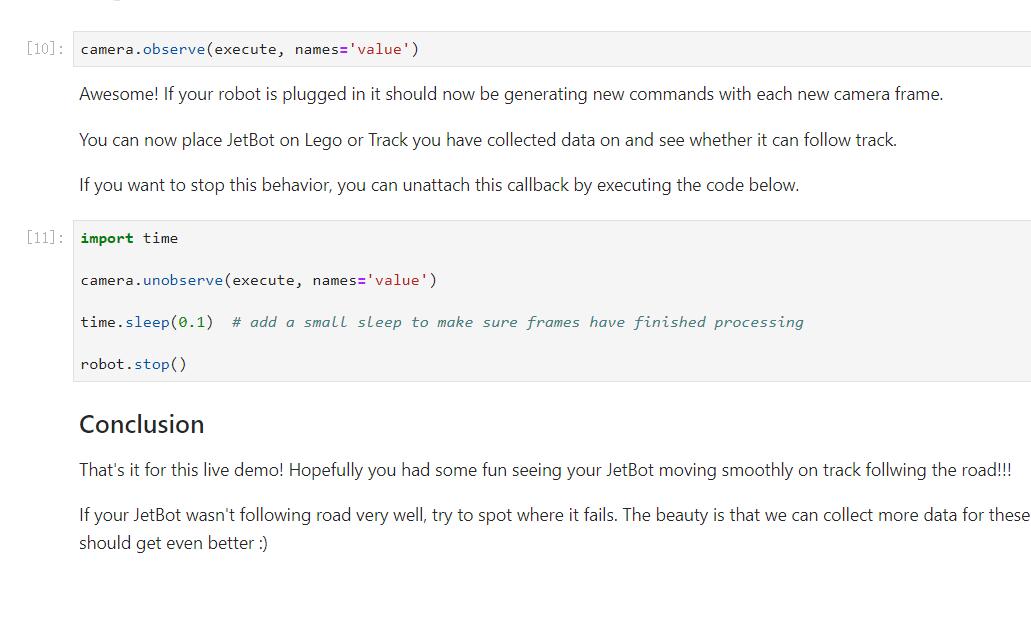 [10]: camera.observe(execute, names='value')
Awesome! If your robot is plugged in it should now be generating new commands with each new camera frame.
You can now place JetBot on Lego or Track you have collected data on and see whether it can follow track.
If you want to stop this behavior, you can unattach this callback by executing the code below.
[11]: import time
camera.unobserve(execute, names='value')
time.sleep(0.1)  # add a small sleep to make sure frames have finished processing
robot.stop()
Conclusion
That's it for this live demo! Hopefully you had some fun seeing your JetBot moving smoothly on track follwing the road!!!
If your JetBot wasn't following road very well, try to spot where it fails. The beauty is that we can collect more data for these
should get even better :)